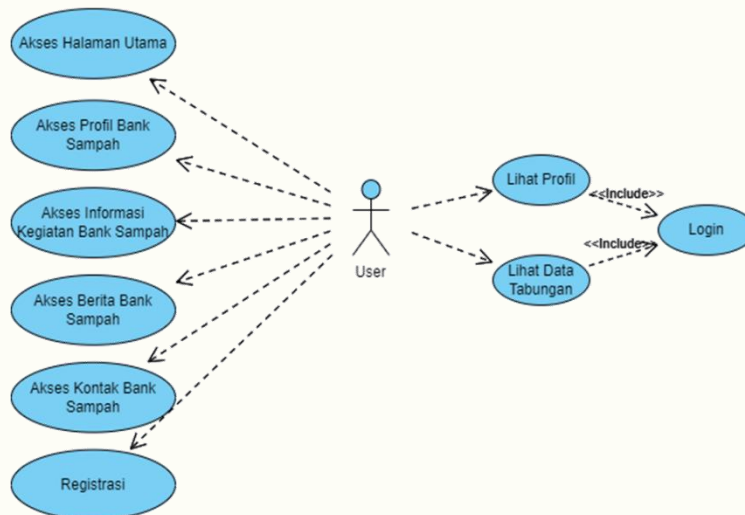 Akses Halaman Utama
Akses Profil Bank
Sampah
Akses Informasi
Kegiatan Bank Sampah
Akses Berita Bank
Sampah
Akses Kontak Bank
Sampah
Registrasi
User
Lihat Profil
<<Include>>
Lihat Data
Tabungan
<<Include>>
Login